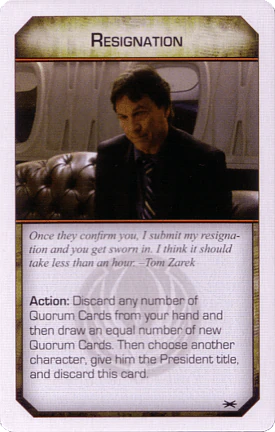 RESIGNATION
Once they confirm you, I submit my resigna-
tion and you get sworn in. I think it should
take less than an hour. –Tom Zarek
Action: Discard any number of
Quorum Cards from your hand and
then draw an equal number of new
Quorum Cards. Then choose another
character, give him the President title,
and discard this card.